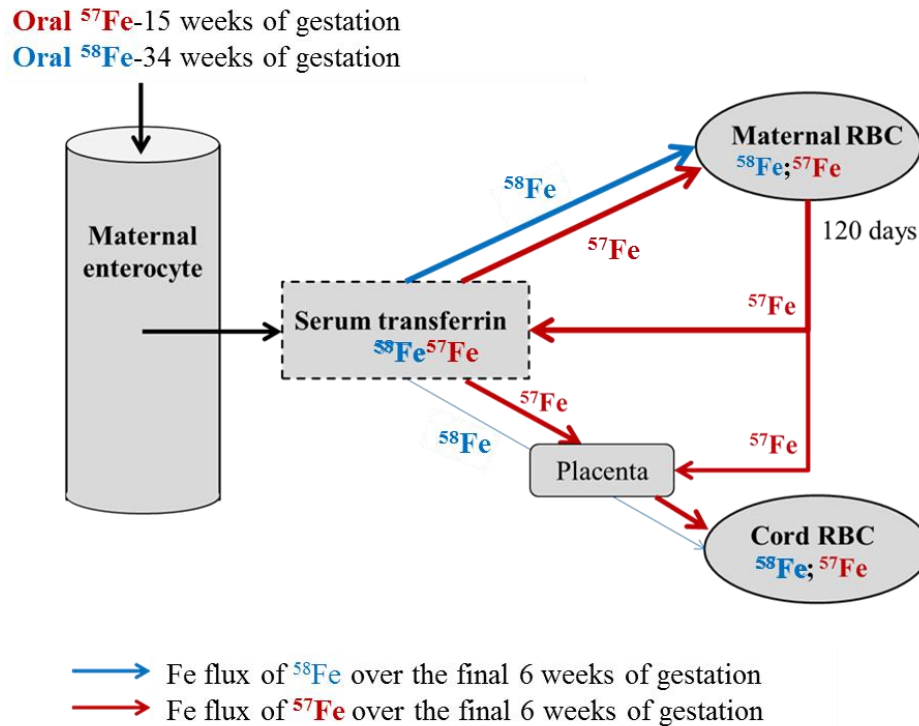 Oral ⁵⁷Fe-15 weeks of gestation
Oral ⁵⁸Fe-34 weeks of gestation
Maternal RBC
⁵⁸Fe;⁵⁷Fe
⁵⁸Fe
120 days
⁵⁷Fe
Maternal
enterocyte
⁵⁷Fe
Serum transferrin
⁵⁸Fe⁵⁷Fe
⁵⁷Fe
⁵⁸Fe
⁵⁷Fe
Placenta
Cord RBC
⁵⁸Fe; ⁵⁷Fe
Fe flux of ⁵⁸Fe over the final 6 weeks of gestation
Fe flux of ⁵⁷Fe over the final 6 weeks of gestation